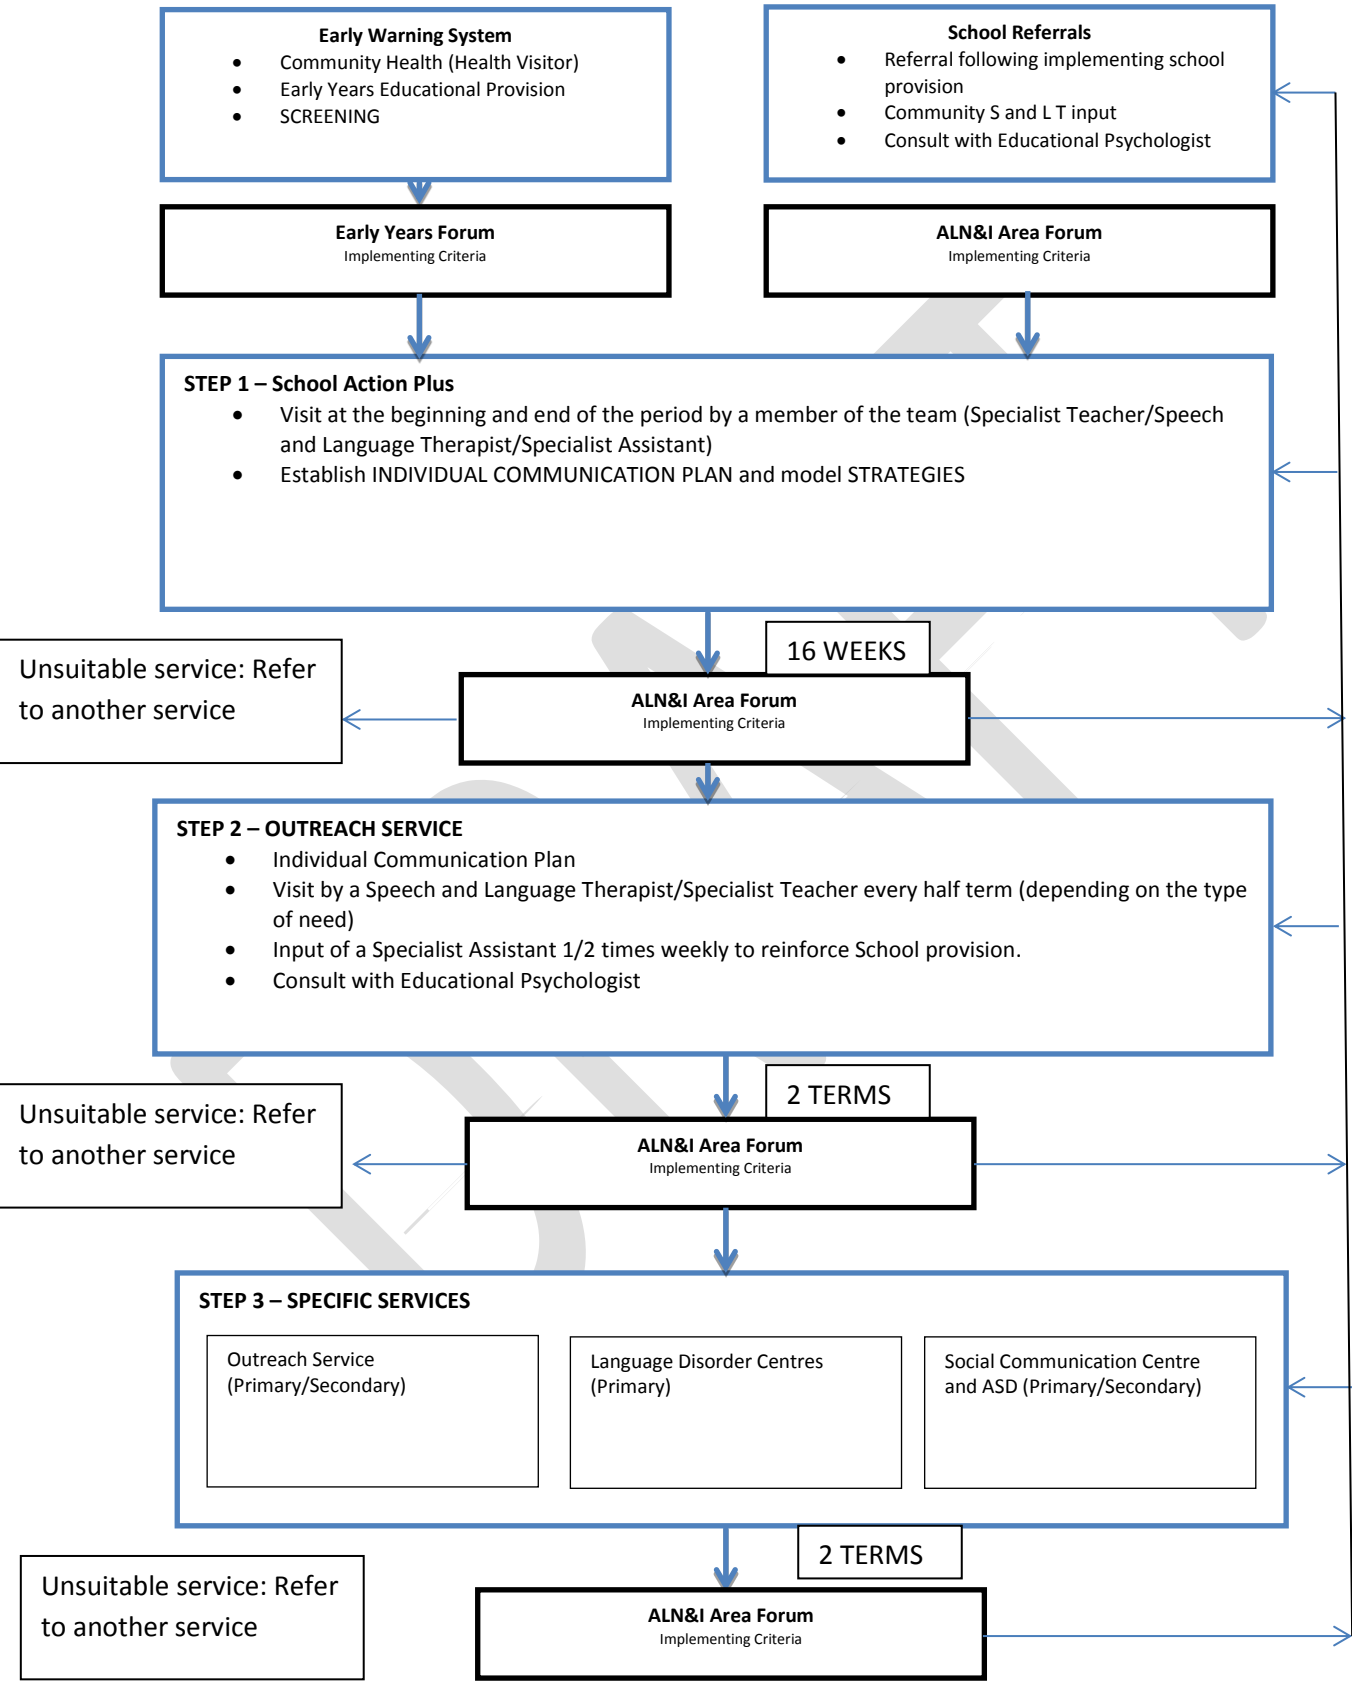 Early Warning System
• Community Health (Health Visitor)
• Early Years Educational Provision
• SCREENING
School Referrals
• Referral following implementing school
provision
• Community S and L T input
• Consult with Educational Psychologist
Early Years Forum
Implementing Criteria
ALN&I Area Forum
Implementing Criteria
STEP 1 – School Action Plus
• Visit at the beginning and end of the period by a member of the team (Specialist Teacher/Speech
and Language Therapist/Specialist Assistant)
• Establish INDIVIDUAL COMMUNICATION PLAN and model STRATEGIES
16 WEEKS
Unsuitable service: Refer
to another service
ALN&I Area Forum
Implementing Criteria
STEP 2 – OUTREACH SERVICE
• Individual Communication Plan
• Visit by a Speech and Language Therapist/Specialist Teacher every half term (depending on the type
of need)
• Input of a Specialist Assistant 1/2 times weekly to reinforce School provision.
• Consult with Educational Psychologist
2 TERMS
Unsuitable service: Refer
to another service
ALN&I Area Forum
Implementing Criteria
STEP 3 – SPECIFIC SERVICES
Outreach Service
(Primary/Secondary)
Language Disorder Centres
(Primary)
Social Communication Centre
and ASD (Primary/Secondary)
2 TERMS
Unsuitable service: Refer
to another service
ALN&I Area Forum
Implementing Criteria
DRAFT